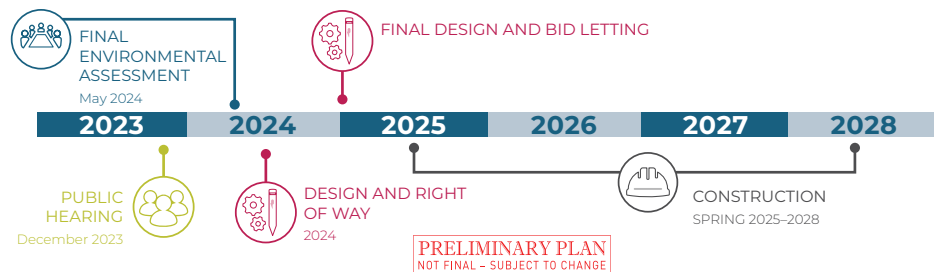 FINAL
ENVIRONMENTAL
ASSESSMENT
May 2024
FINAL DESIGN AND BID LETTING
2023
2024
2025
2026
2027
2028
PUBLIC
HEARING
December 2023
DESIGN AND RIGHT
OF WAY
2024
CONSTRUCTION
SPRING 2025–2028
PRELIMINARY PLAN
NOT FINAL – SUBJECT TO CHANGE